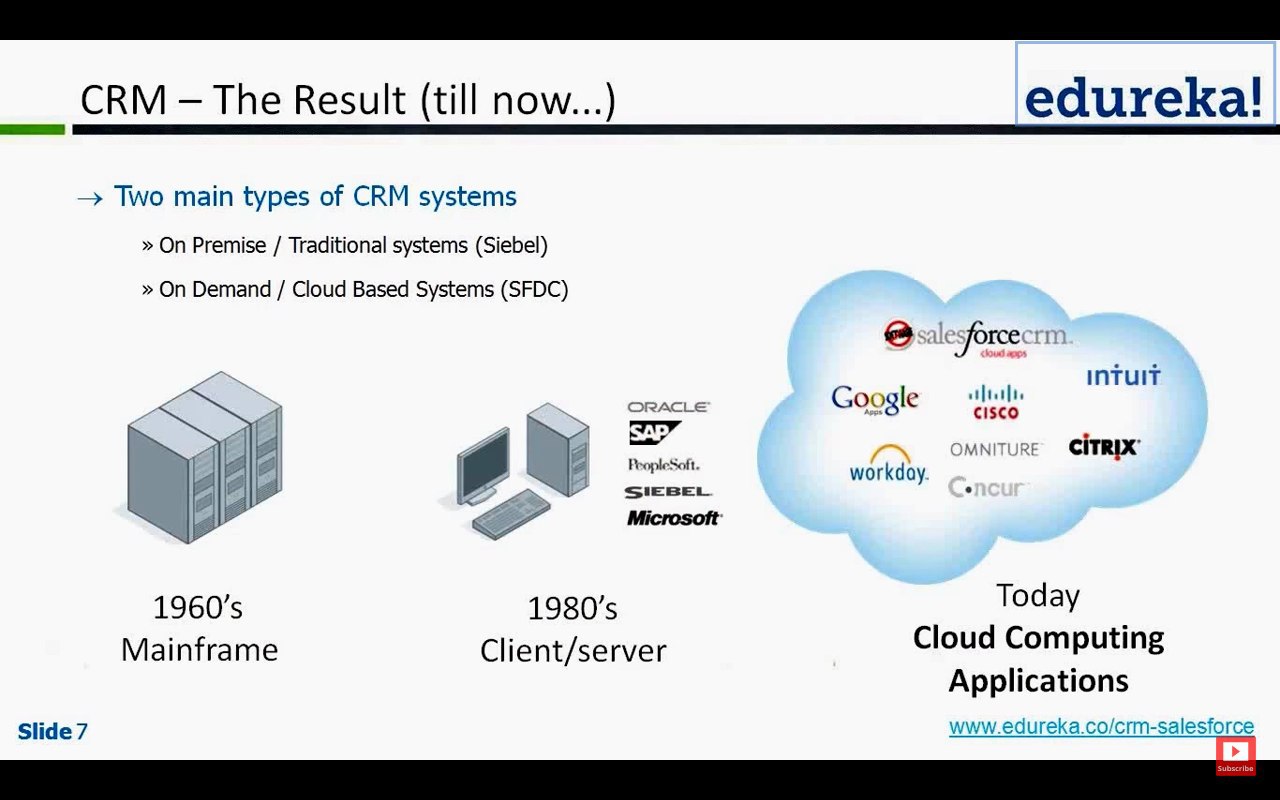 CRM – The Result (till now...)
edureka!
→ Two main types of CRM systems
» On Premise / Traditional systems (Siebel)
» On Demand / Cloud Based Systems (SFDC)
salesforcecrm.
cloud apps
intuit
Google
Apps
CISCO
OMNITURE
CITRIX
workday.
Concur
ORACLE
SAP
PeopleSoft.
SIEBEL
Microsoft
1960's
Mainframe
1980's
Client/server
Today
Cloud Computing
Applications
Slide 7
www.edureka.co/crm-salesforce
Subscribe